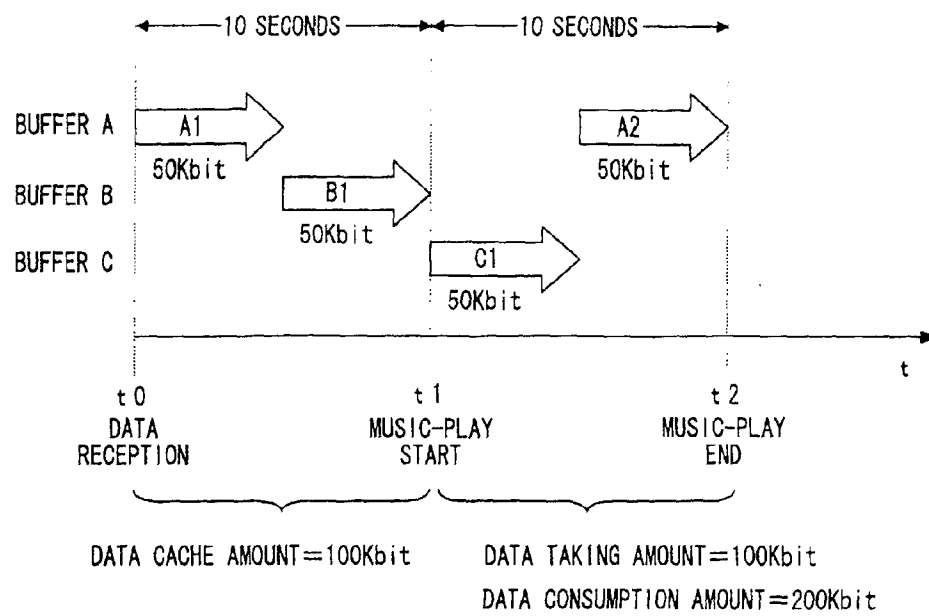 10 SECONDS 10 SECONDS
BUFFER A A1 A2
50Kbit 50Kbit
BUFFER B B1
50Kbit
BUFFER C C1
50Kbit
t
t0 t1 t2
DATA MUSIC-PLAY MUSIC-PLAY
RECEPTION START END
DATA CACHE AMOUNT=100Kbit DATA TAKING AMOUNT=100Kbit
DATA CONSUMPTION AMOUNT=200Kbit